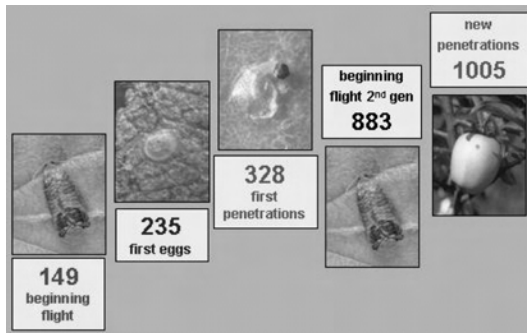 149
beginning
flight
235
first eggs
328
first
penetrations
beginning
flight 2nd gen
883
new
penetrations
1005